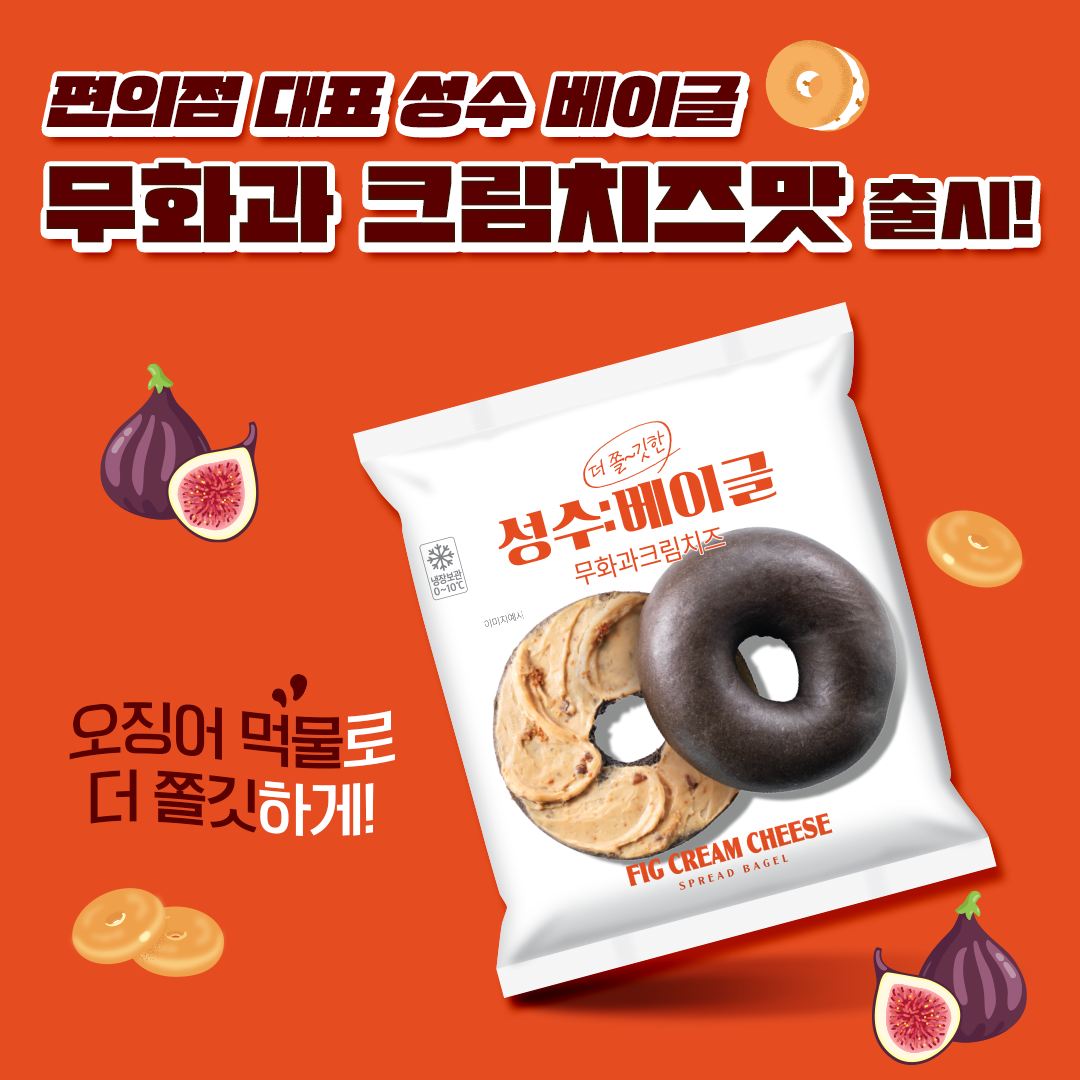 편의점 대표 성수 베이글
무화과 크림치즈맛 출시!
더 쫄~깃한
성수:베이글
무화과크림치즈
냉장보관
0~10℃
이미지예시
FIG CREAM CHEESE
SPREAD BAGEL
오징어 먹물로
더 쫄깃하게!